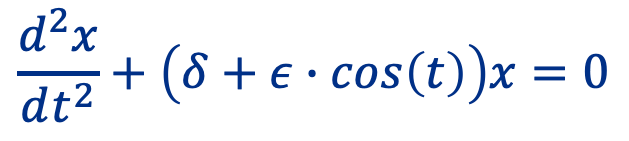 d²x/dt² + (δ + ϵ · cos(t))x = 0